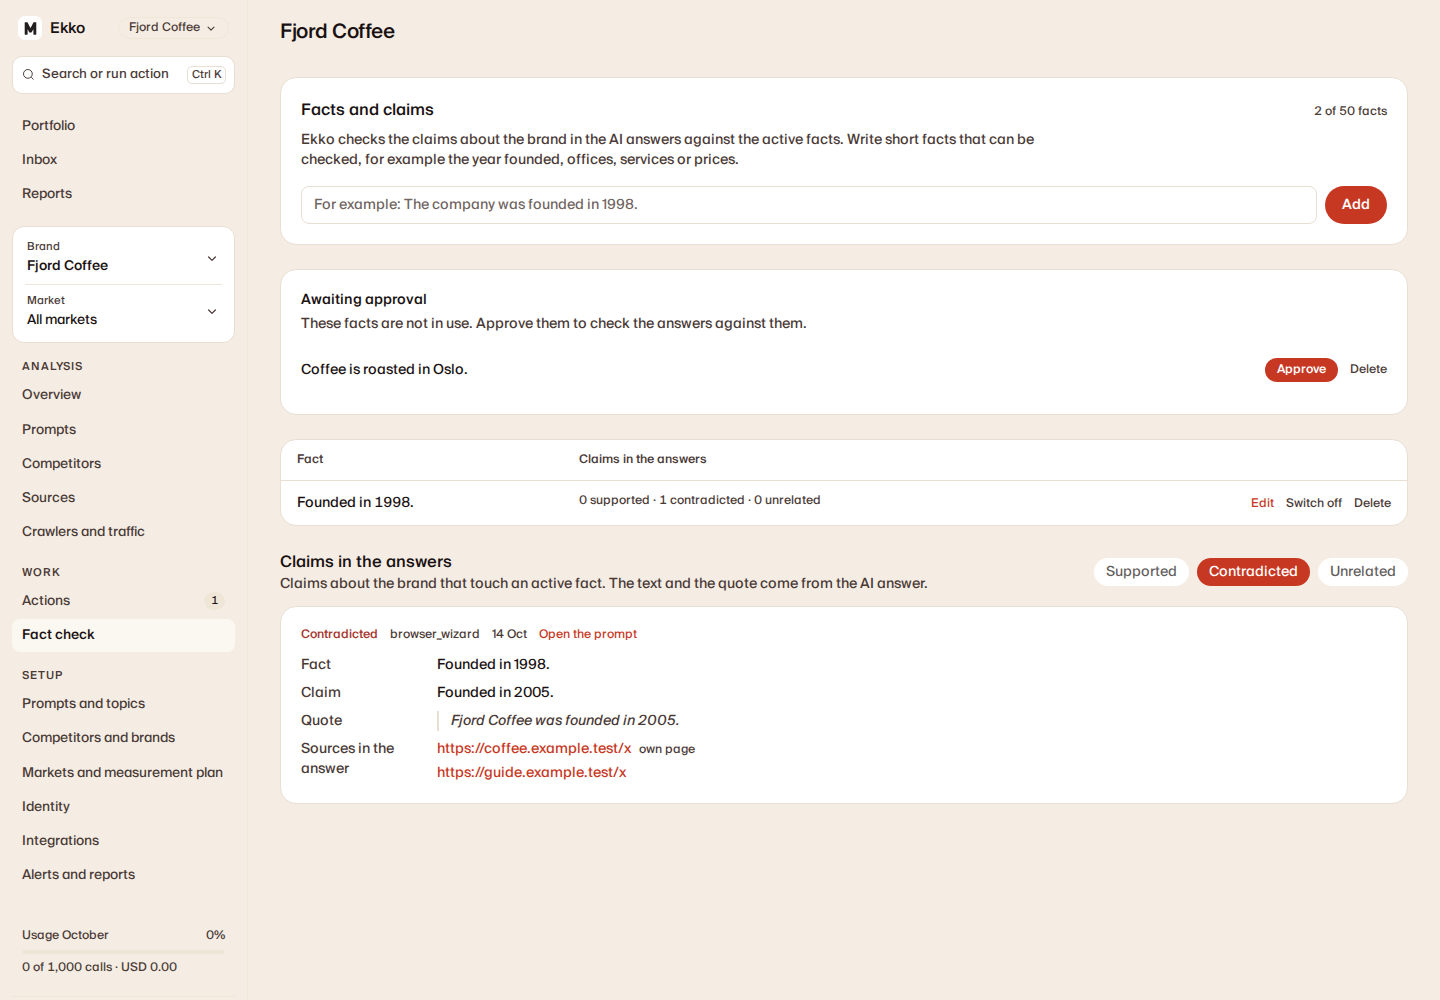 M Ekko
Fjord Coffee
Search or run action
Ctrl K
Portfolio
Inbox
Reports
Brand
Fjord Coffee
Market
All markets
ANALYSIS
Overview
Prompts
Competitors
Sources
Crawlers and traffic
WORK
Actions 1
Fact check
SETUP
Prompts and topics
Competitors and brands
Markets and measurement plan
Identity
Integrations
Alerts and reports
Usage October 0%
0 of 1,000 calls · USD 0.00
Fjord Coffee
Facts and claims
2 of 50 facts
Ekko checks the claims about the brand in the AI answers against the active facts. Write short facts that can be
checked, for example the year founded, offices, services or prices.
For example: The company was founded in 1998.
Add
Awaiting approval
These facts are not in use. Approve them to check the answers against them.
Coffee is roasted in Oslo.
Approve Delete
Fact Claims in the answers
Founded in 1998. 0 supported · 1 contradicted · 0 unrelated Edit Switch off Delete
Claims in the answers
Claims about the brand that touch an active fact. The text and the quote come from the AI answer.
Supported Contradicted Unrelated
Contradicted browser_wizard 14 Oct Open the prompt
Fact Founded in 1998.
Claim Founded in 2005.
Quote Fjord Coffee was founded in 2005.
Sources in the answer
https://coffee.example.test/x own page
https://guide.example.test/x